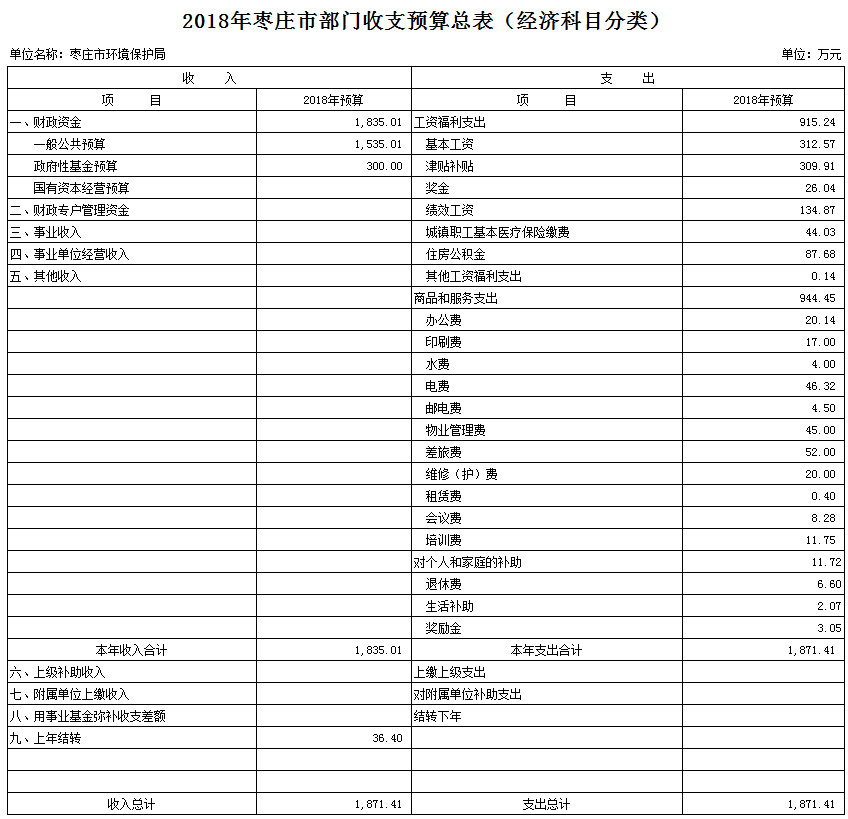 2018年枣庄市部门收支预算总表（经济科目分类）
单位名称：枣庄市环境保护局 单位：万元
收 入 支 出
项 目 2018年预算 项 目 2018年预算
一、财政资金 1,835.01 工资福利支出 915.24
一般公共预算 1,535.01 基本工资 312.57
政府性基金预算 300.00 津贴补贴 309.91
国有资本经营预算 奖金 26.04
二、财政专户管理资金 绩效工资 134.87
三、事业收入 城镇职工基本医疗保险缴费 44.03
四、事业单位经营收入 住房公积金 87.68
五、其他收入 其他工资福利支出 0.14
商品和服务支出 944.45
办公费 20.14
印刷费 17.00
水费 4.00
电费 46.32
邮电费 4.50
物业管理费 45.00
差旅费 52.00
维修（护）费 20.00
租赁费 0.40
会议费 8.28
培训费 11.75
对个人和家庭的补助 11.72
退休费 6.60
生活补助 2.07
奖励金 3.05
本年收入合计 1,835.01 本年支出合计 1,871.41
六、上级补助收入 上缴上级支出
七、附属单位上缴收入 对附属单位补助支出
八、用事业基金弥补收支差额 结转下年
九、上年结转 36.40
收入总计 1,871.41 支出总计 1,871.41